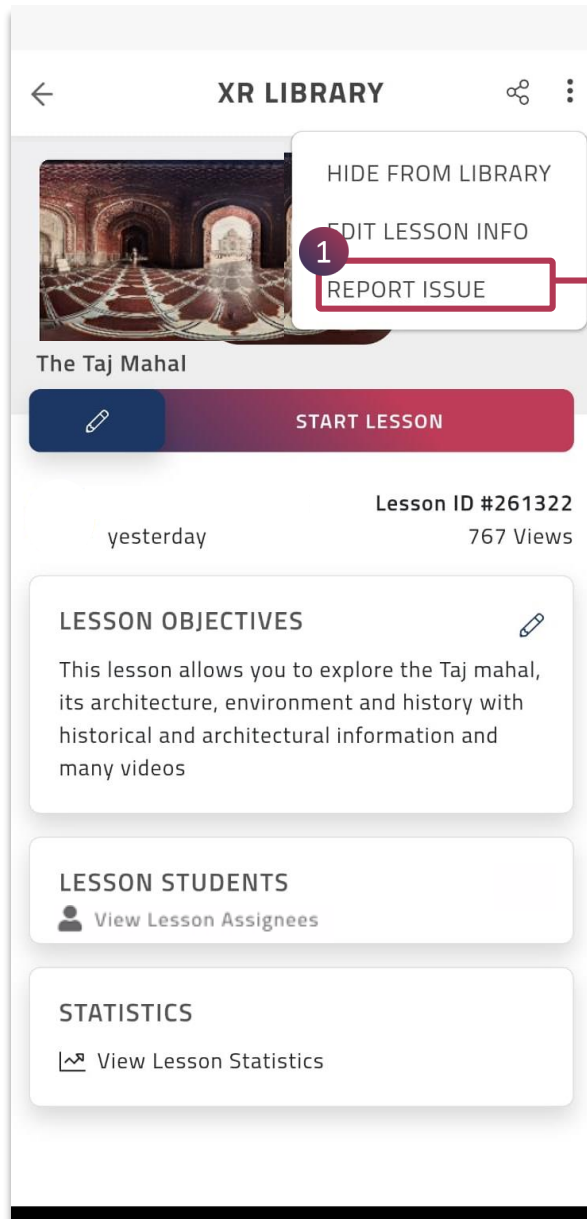 XR LIBRARY
HIDE FROM LIBRARY
EDIT LESSON INFO
1
REPORT ISSUE
The Taj Mahal
START LESSON
Lesson ID #261322
yesterday
767 Views
LESSON OBJECTIVES
This lesson allows you to explore the Taj mahal,
its architecture, environment and history with
historical and architectural information and
many videos
LESSON STUDENTS
View Lesson Assignees
STATISTICS
View Lesson Statistics